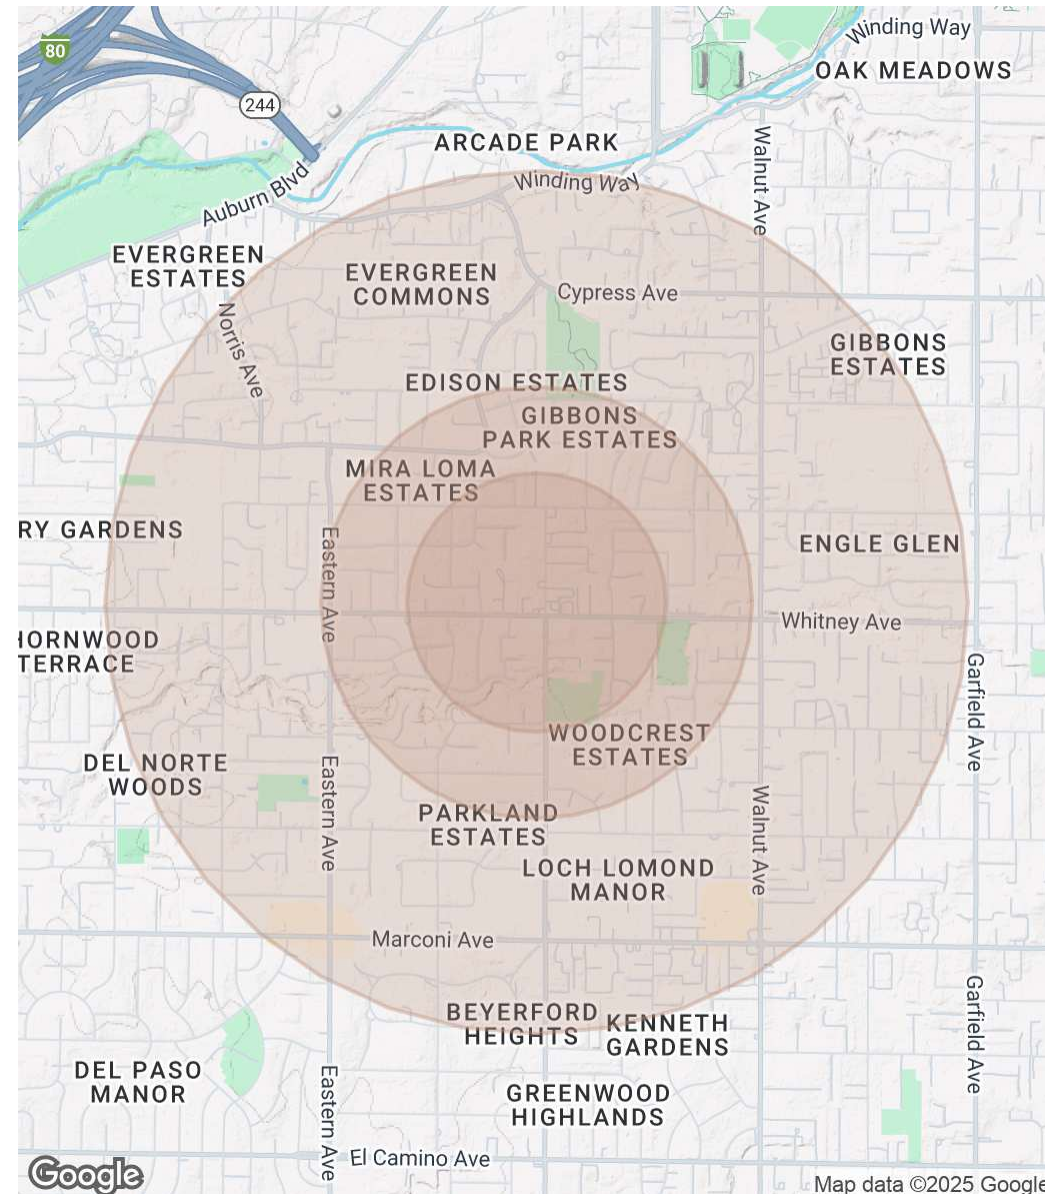 Winding Way
80
OAK MEADOWS
244
ARCADE PARK
Walnut Ave
Winding Way
Auburn Blvd
EVERGREEN
ESTATES
EVERGREEN
COMMONS
Cypress Ave
Norris Ave
GIBBONS
ESTATES
EDISON ESTATES
GIBBONS
PARK ESTATES
MIRA LOMA
ESTATES
RY GARDENS
Eastern Ave
ENGLE GLEN
Whitney Ave
HORNWOOD
TERRACE
Garfield Ave
WOODCREST
ESTATES
DEL NORTE
WOODS
Eastern Ave
Walnut Ave
PARKLAND
ESTATES
LOCH LOMOND
MANOR
Marconi Ave
Garfield Ave
BEYERFORD
HEIGHTS
KENNETH
GARDENS
DEL PASO
MANOR
Eastern Ave
GREENWOOD
HIGHLANDS
El Camino Ave
Google
Map data ©2025 Google